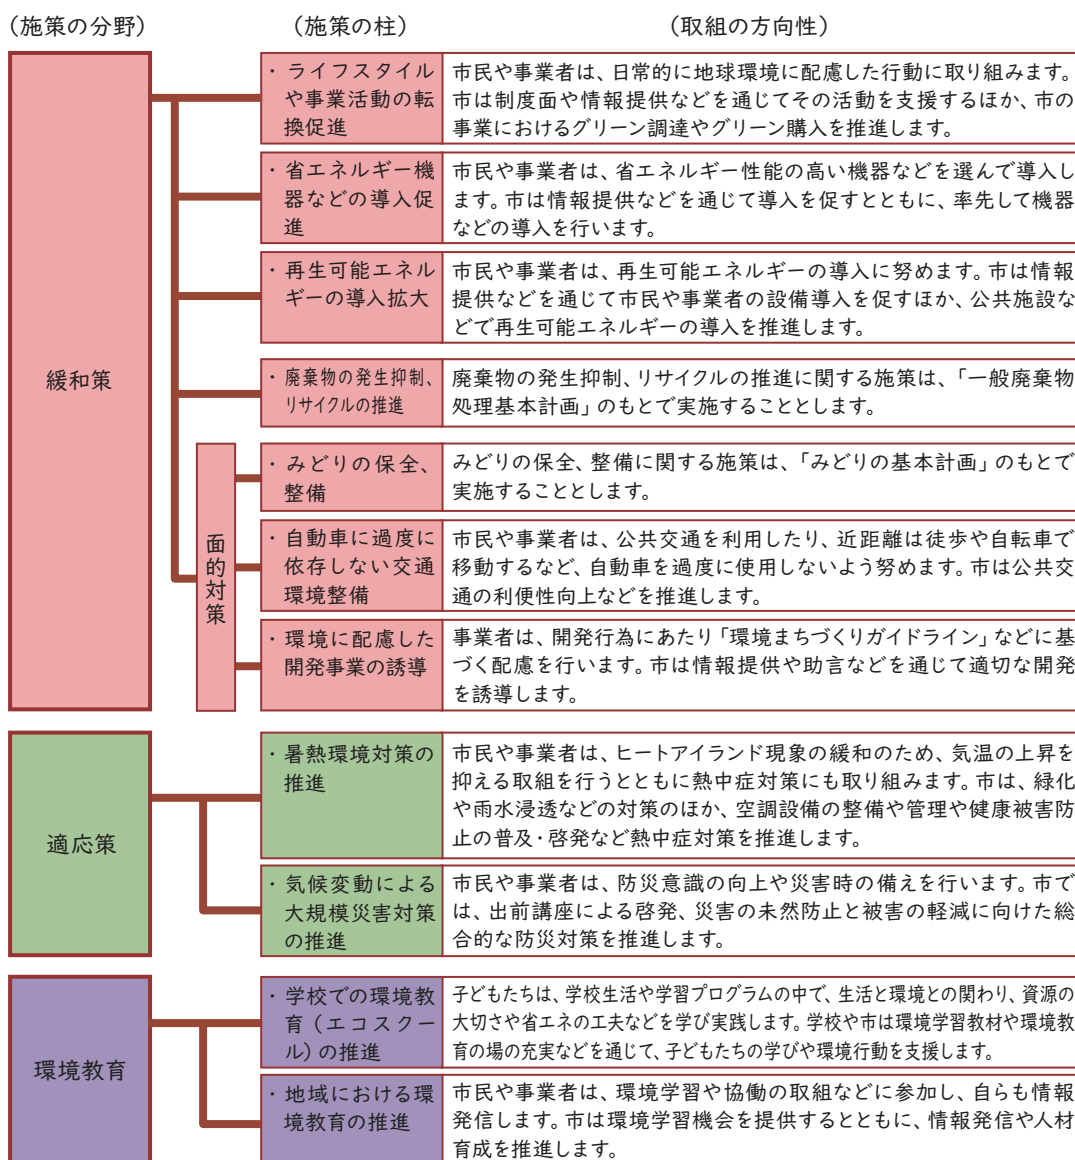 (施策の分野)
(施策の柱)
(取組の方向性)
緩和策
・ライフスタイル
や事業活動の転
換促進
市民や事業者は、日常的に地球環境に配慮した行動に取り組みます。
市は制度面や情報提供などを通じてその活動を支援するほか、市の
事業におけるグリーン調達やグリーン購入を推進します。
・省エネルギー機
器などの導入促
進
市民や事業者は、省エネルギー性能の高い機器などを選んで導入し
ます。市は情報提供などを通じて導入を促すとともに、率先して機器
などの導入を行います。
・再生可能エネル
ギーの導入拡大
市民や事業者は、再生可能エネルギーの導入に努めます。市は情報
提供などを通じて市民や事業者の設備導入を促すほか、公共施設な
どで再生可能エネルギーの導入を推進します。
・廃棄物の発生抑制、
リサイクルの推進
廃棄物の発生抑制、リサイクルの推進に関する施策は、「一般廃棄物
処理基本計画」のもとで実施することとします。
面的対策
・みどりの保全、
整備
みどりの保全、整備に関する施策は、「みどりの基本計画」のもとで
実施することとします。
・自動車に過度に
依存しない交通
環境整備
市民や事業者は、公共交通を利用したり、近距離は徒歩や自転車で
移動するなど、自動車を過度に使用しないよう努めます。市は公共交
通の利便性向上などを推進します。
・環境に配慮した
開発事業の誘導
事業者は、開発行為にあたり「環境まちづくりガイドライン」などに基
づく配慮を行います。市は情報提供や助言などを通じて適切な開発
を誘導します。
適応策
・暑熱環境対策の
推進
市民や事業者は、ヒートアイランド現象の緩和のため、気温の上昇を
抑える取組を行うとともに熱中症対策にも取り組みます。市は、緑化
や雨水浸透などの対策のほか、空調設備の整備や管理や健康被害防
止の普及・啓発など熱中症対策を推進します。
・気候変動による
大規模災害対策
の推進
市民や事業者は、防災意識の向上や災害時の備えを行います。市で
は、出前講座による啓発、災害の未然防止と被害の軽減に向けた総
合的な防災対策を推進します。
環境教育
・学校での環境教
育(エコスクー
ル)の推進
子どもたちは、学校生活や学習プログラムの中で、生活と環境との関わり、資源の
大切さや省エネの工夫などを学び実践します。学校や市は環境学習教材や環境教
育の場の充実などを通じて、子どもたちの学びや環境行動を支援します。
・地域における環
境教育の推進
市民や事業者は、環境学習や協働の取組などに参加し、自らも情報
発信します。市は環境学習機会を提供するとともに、情報発信や人材
育成を推進します。